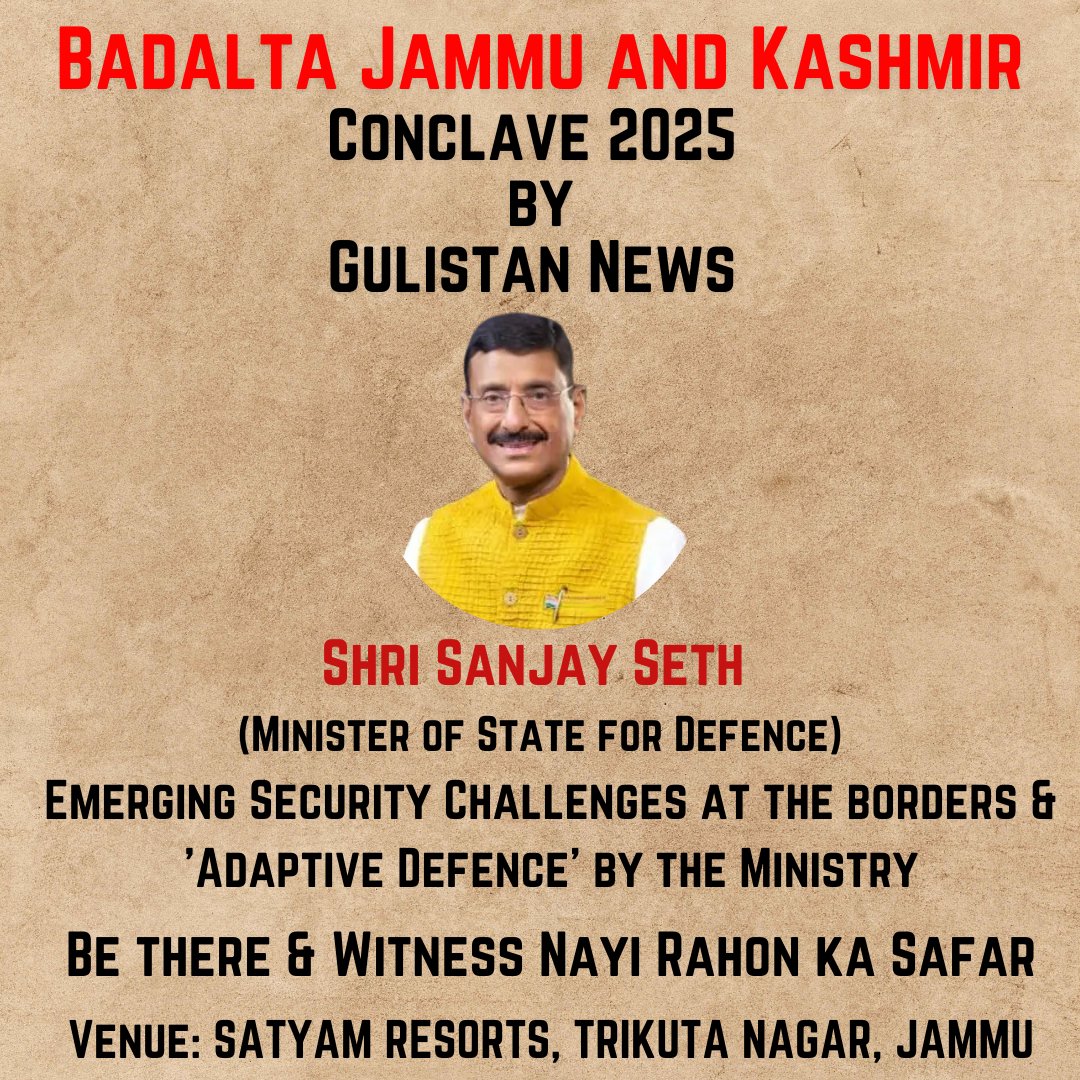 Badalta Jammu and Kashmir
Conclave 2025
by
Gulistan News
Shri Sanjay Seth
(Minister of State for Defence)
Emerging Security Challenges at the borders &
'Adaptive Defence' by the Ministry
Be there & Witness Nayi Rahon ka Safar
Venue: SATYAM RESORTS, TRIKUTA NAGAR, JAMMU